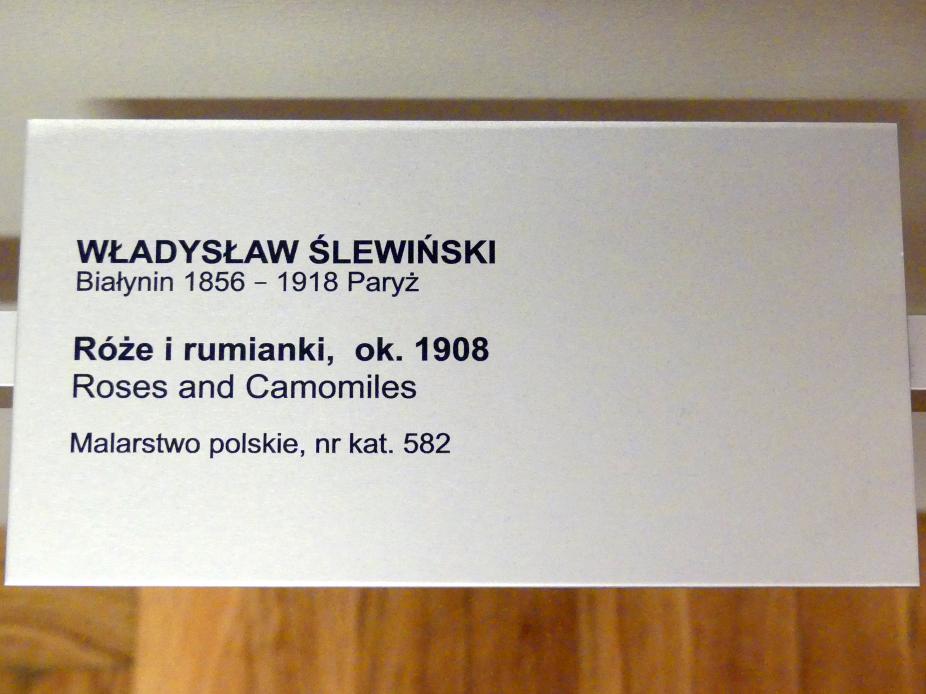 WŁADYSŁAW ŚLEWIŃSKI
Białynin 1856 – 1918 Paryż
Róże i rumianki, ok. 1908
Roses and Camomiles
Malarstwo polskie, nr kat. 582